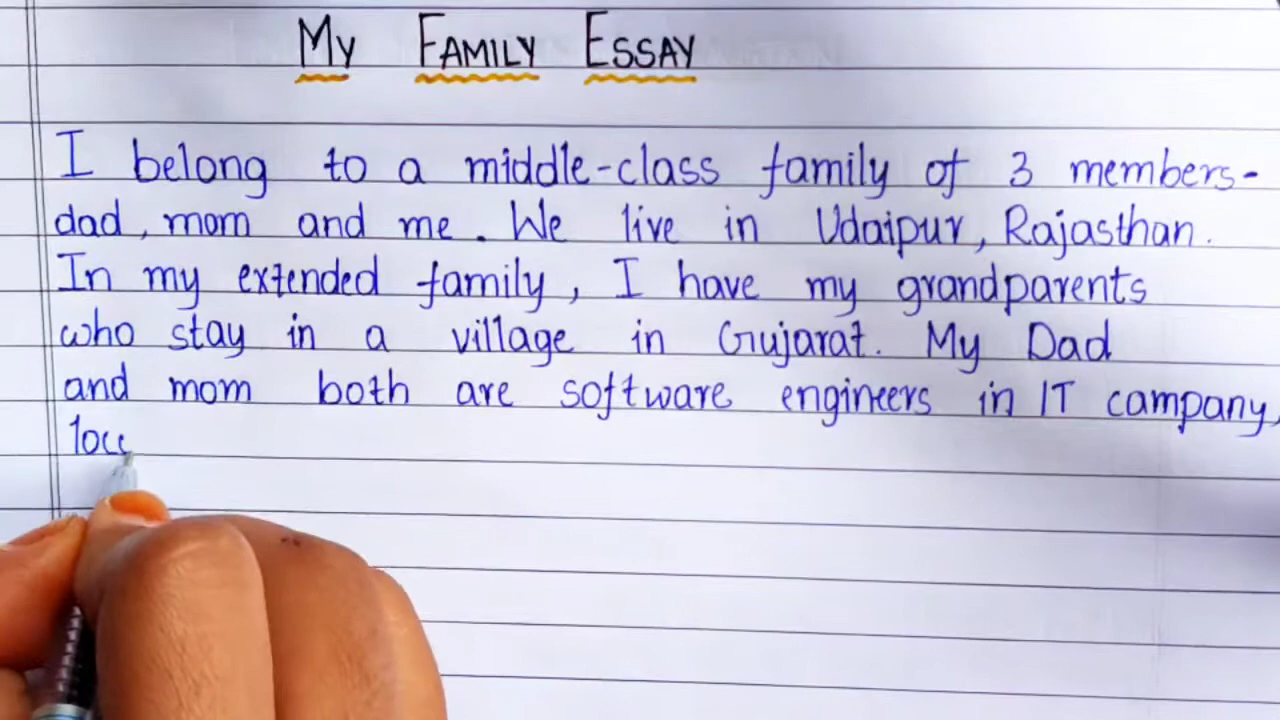 My Family Essay
I belong to a middle-class family of 3 members-
dad, mom and me. We live in Udaipur, Rajasthan.
In my extended family, I have my grandparents
who stay in a village in Gujarat. My Dad
and mom both are software engineers in IT campany,